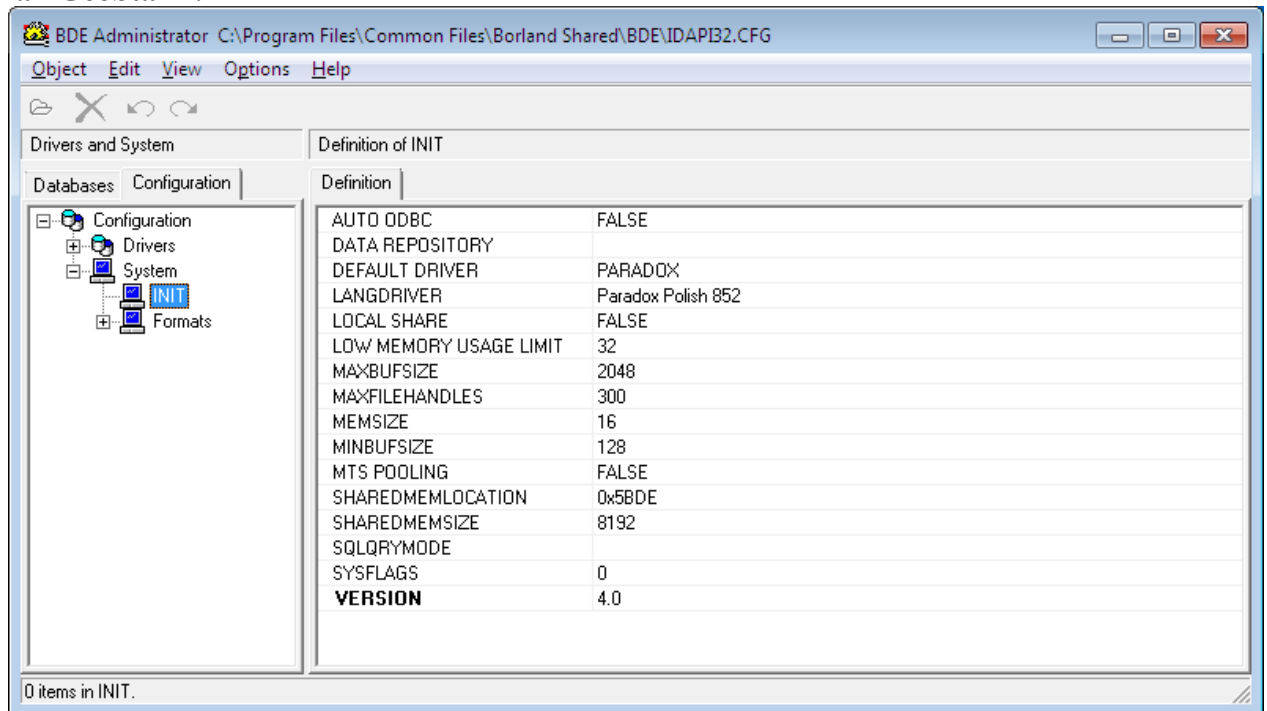 BDE Administrator C:\Program Files\Common Files\Borland Shared\BDE\IDAPI32.CFG
Object Edit View Options Help
Drivers and System Definition of INIT
Databases Configuration Definition
Configuration
Drivers
System
INIT
Formats
AUTO ODBC FALSE
DATA REPOSITORY
DEFAULT DRIVER PARADOX
LANGDRIVER Paradox Polish 852
LOCAL SHARE FALSE
LOW MEMORY USAGE LIMIT 32
MAXBUFSIZE 2048
MAXFILEHANDLES 300
MEMSIZE 16
MINBUFSIZE 128
MTS POOLING FALSE
SHAREDMEMLOCATION 0x5BDE
SHAREDMEMSIZE 8192
SQLQRYMODE
SYSFLAGS 0
VERSION 4.0
0 items in INIT.